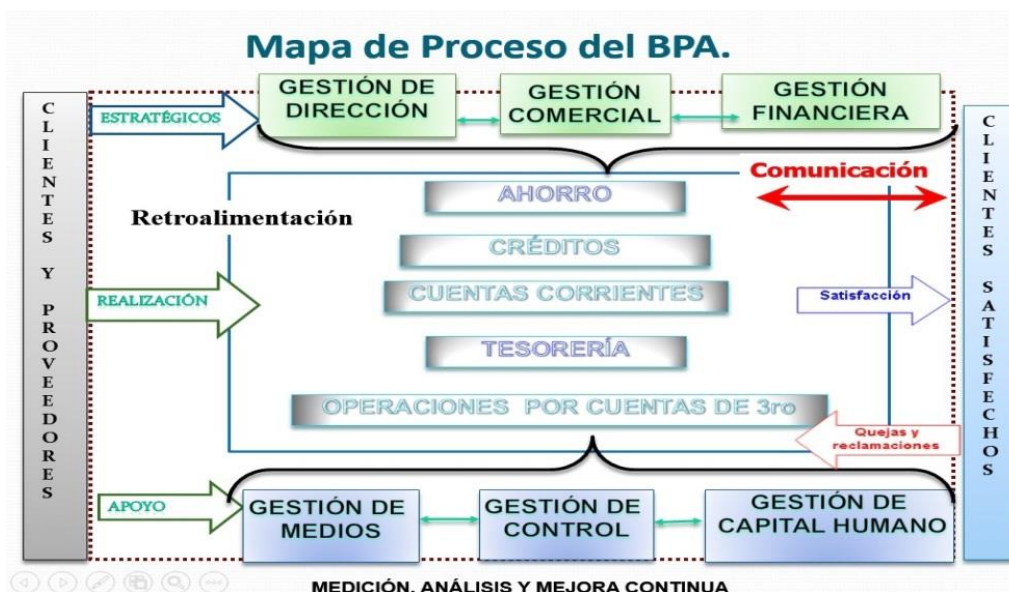 Mapa de Proceso del BPA.
CLIENTES Y PROVEEDORES
ESTRATÉGICOS
GESTIÓN DE
DIRECCIÓN
GESTIÓN
COMERCIAL
GESTIÓN
FINANCIERA
CLIENTES SATISFECHOS
Comunicación
Retroalimentación
AHORRO
CRÉDITOS
REALIZACIÓN
CUENTAS CORRIENTES
Satisfacción
TESORERÍA
OPERACIONES POR CUENTAS DE 3ro
Quejas y
reclamaciones
APOYO
GESTIÓN DE
MEDIOS
GESTIÓN DE
CONTROL
GESTIÓN DE
CAPITAL HUMANO
MEDICIÓN, ANÁLISIS Y MEJORA CONTINUA